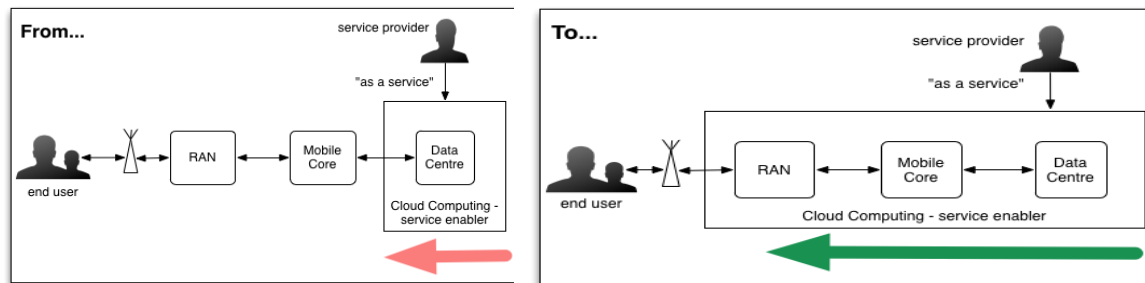 From...
service provider
"as a service"
RAN
Mobile
Core
Data
Centre
end user
Cloud Computing -
service enabler
To...
service provider
"as a service"
RAN
Mobile
Core
Data
Centre
end user
Cloud Computing - service enabler